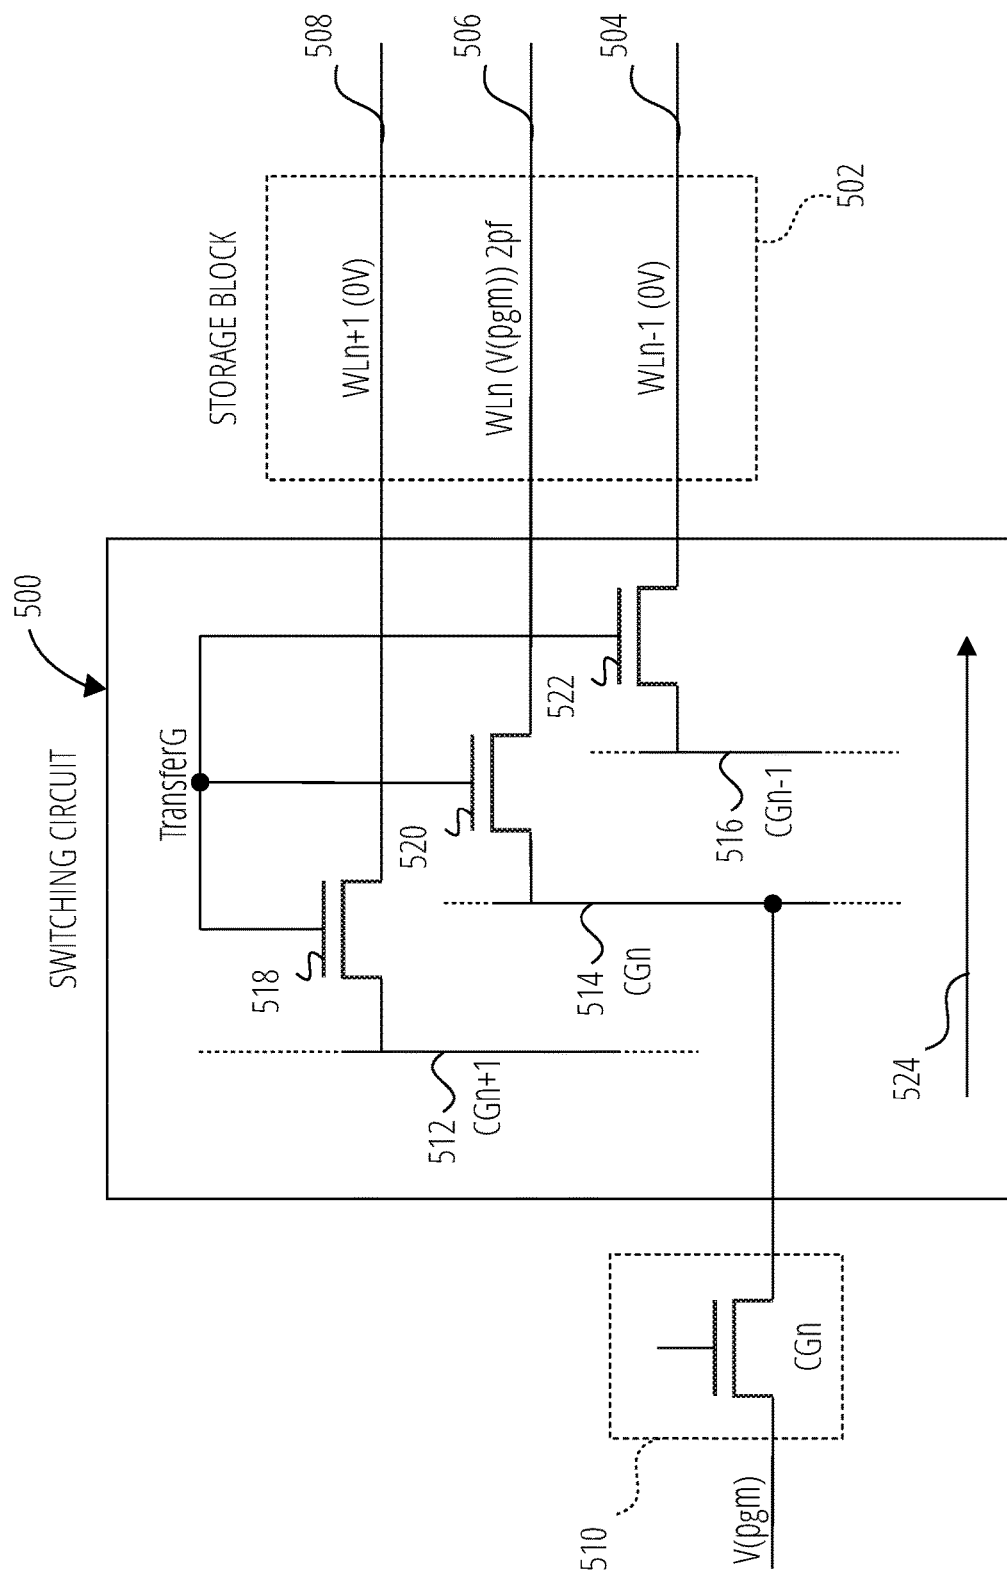 500
SWITCHING CIRCUIT
STORAGE BLOCK
TransferG
508
506
504
WLn+1 (0V)
WLn (V(pgm)) 2pf
WLn-1 (0V)
502
518
520
522
512
CGn+1
514
CGn
516
CGn-1
524
510
CGn
V(pgm)